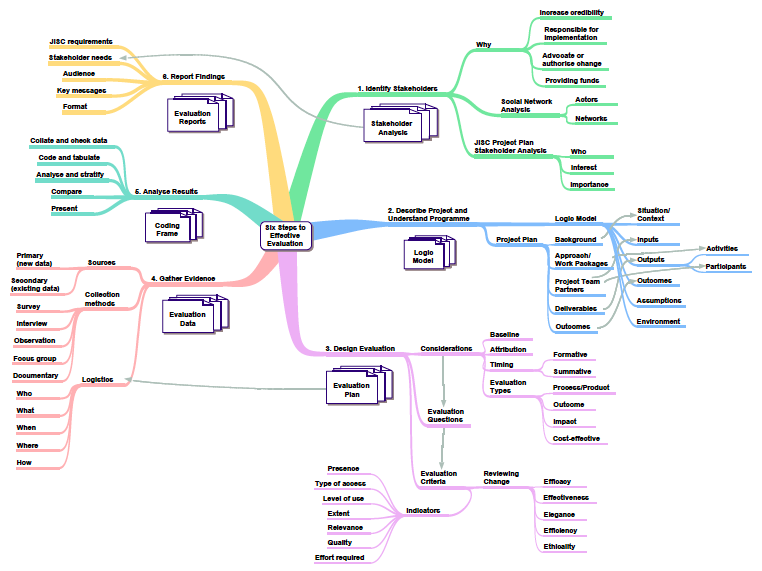 Six Steps to
Effective
Evaluation
1. Identify Stakeholders
Why
Increase credibility
Responsible for
Implementation
Advocate or
authorise change
Providing funds
Social Network
Analysis
Actors
Networks
JISC Project Plan
Stakeholder Analysis
Who
Interest
Importance
Stakeholder
Analysis
2. Describe Project and
Understand Programme
Logic
Model
Logic Model
Situation/
Context
Inputs
Outputs
Activities
Participants
Outcomes
Assumptions
Environment
Project Plan
Background
Approach/
Work Packages
Project Team
Partners
Deliverables
Outcomes
3. Design Evaluation
Evaluation
Plan
Considerations
Baseline
Attribution
Timing
Formative
Summative
Evaluation
Types
Process/Product
Outcome
Impact
Cost-effective
Evaluation
Questions
Evaluation
Criteria
Reviewing
Change
Efficacy
Effectiveness
Elegance
Efficiency
Ethicality
Indicators
Presence
Type of access
Level of use
Extent
Relevance
Quality
Effort required
4. Gather Evidence
Evaluation
Data
Sources
Primary
(new data)
Secondary
(existing data)
Collection
methods
Survey
Interview
Observation
Focus group
Documentary
Logistics
Who
What
When
Where
How
5. Analyse Results
Coding
Frame
Collate and check data
Code and tabulate
Analyse and stratify
Compare
Present
6. Report Findings
Evaluation
Reports
JISC requirements
Stakeholder needs
Audience
Key messages
Format